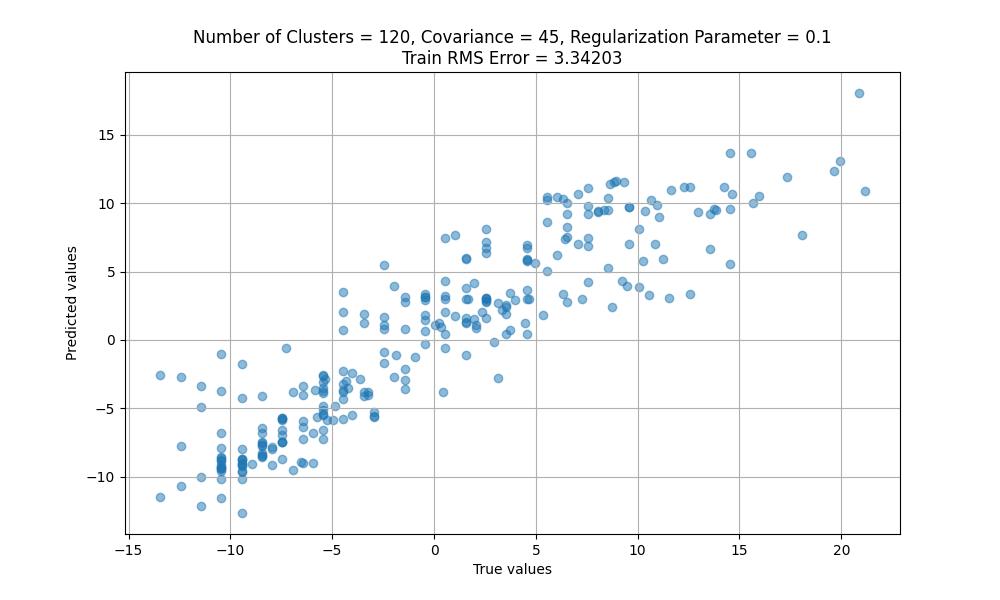 Number of Clusters = 120, Covariance = 45, Regularization Parameter = 0.1
Train RMS Error = 3.34203
15
10
5
0
−5
−10
Predicted values
−15 −10 −5 0 5 10 15 20
True values